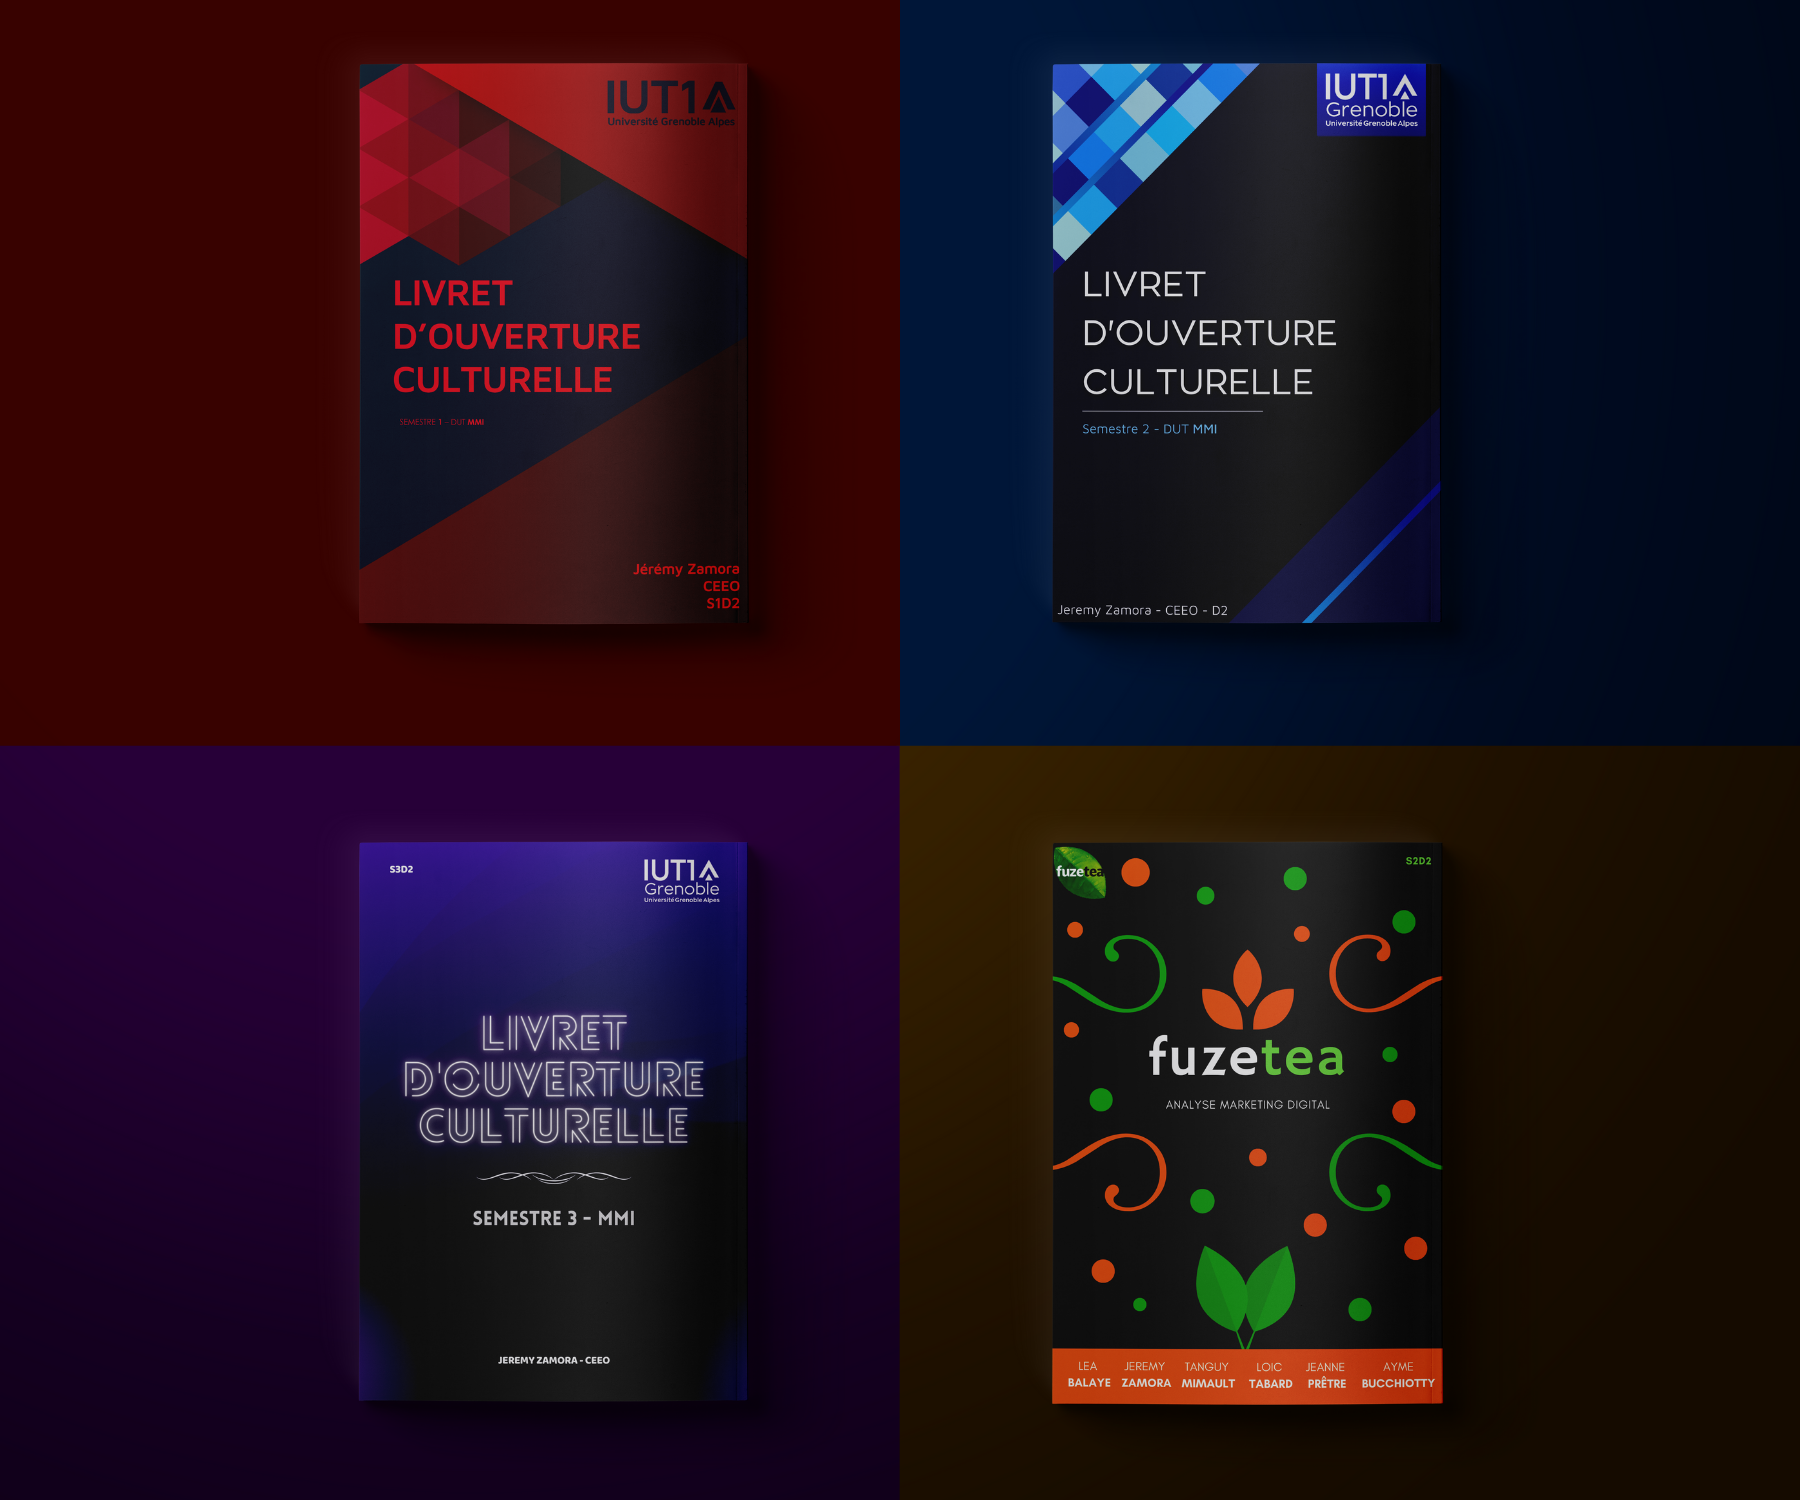 IUT1
Université Grenoble Alpes
LIVRET
D’OUVERTURE
CULTURELLE
SEMESTRE 1 - DUT MMI
Jérémy Zamora
CEEO
S1D2
IUT1
Grenoble
Université Grenoble Alpes
LIVRET
D'OUVERTURE
CULTURELLE
Semestre 2 - DUT MMI
Jeremy Zamora - CEEO - D2
S3D2
IUT1
Grenoble
Université Grenoble Alpes
LIVRET
D'OUVERTURE
CULTURELLE
SEMESTRE 3 - MMI
JEREMY ZAMORA - CEEO
fuzetea
S2D2
fuzetea
ANALYSE MARKETING DIGITAL
LEA JEREMY TANGUY LOIC JEANNE AYME
BALAYE ZAMORA MIMAULT TABARD PRÊTRE BUCCHIOTTY